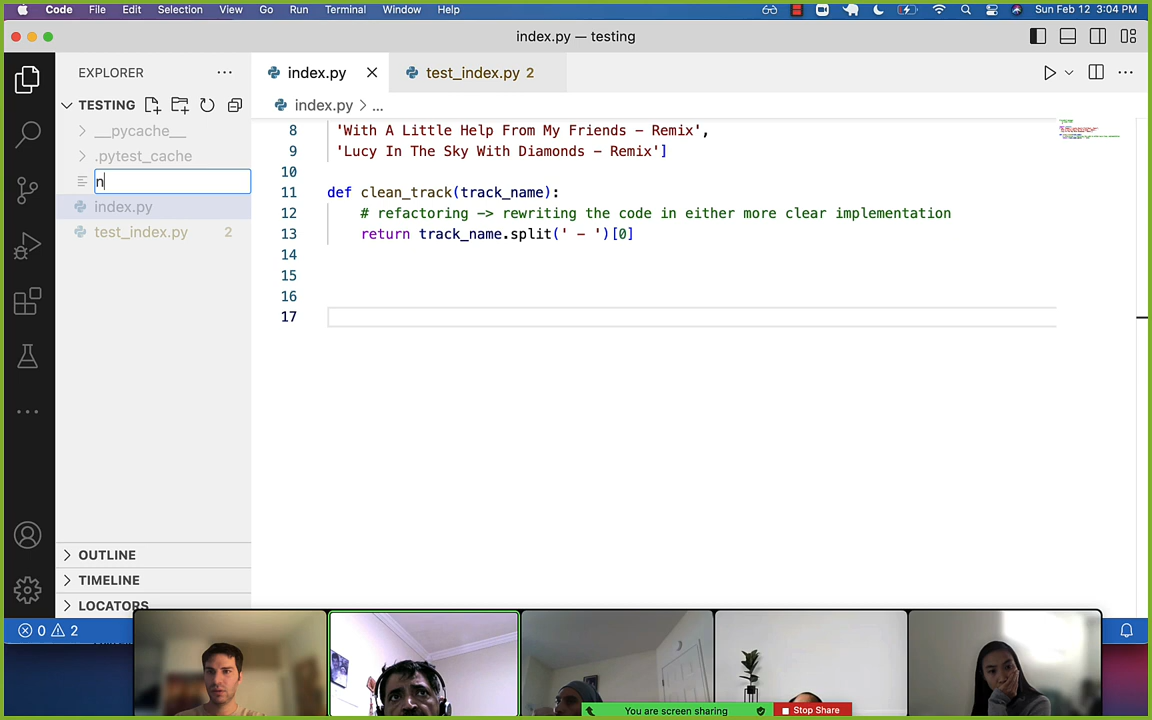 Code File Edit Selection View Go Run Terminal Window Help Sun Feb 12 3:04 PM
index.py — testing
EXPLORER
index.py
test_index.py 2
TESTING
index.py > ...
__pycache__
.pytest_cache
n
index.py
test_index.py 2
8 'With A Little Help From My Friends - Remix',
9 'Lucy In The Sky With Diamonds - Remix']
10
11 def clean_track(track_name):
12 # refactoring -> rewriting the code in either more clear implementation
13 return track_name.split(' - ')[0]
14
15
16
17
OUTLINE
TIMELINE
LOCATORS
0 2
You are screen sharing
Stop Share